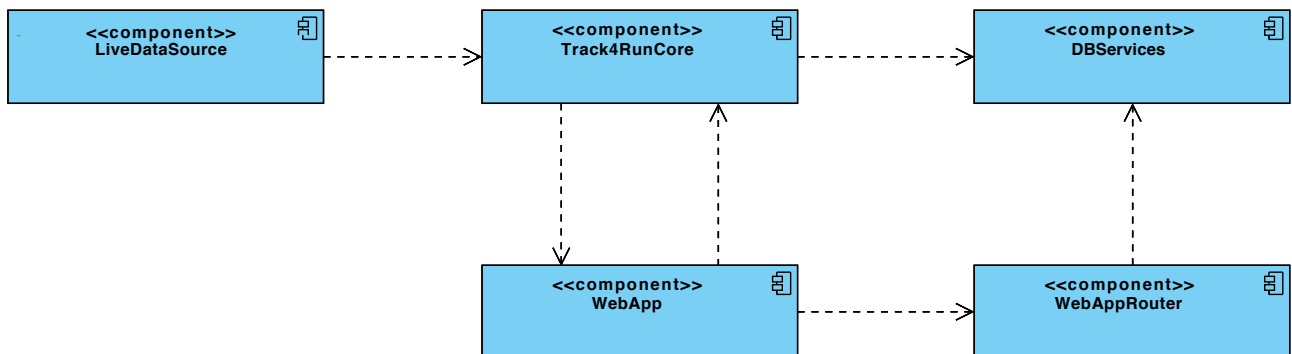 <<component>>
LiveDataSource
<<component>>
Track4RunCore
<<component>>
DBServices
<<component>>
WebApp
<<component>>
WebAppRouter